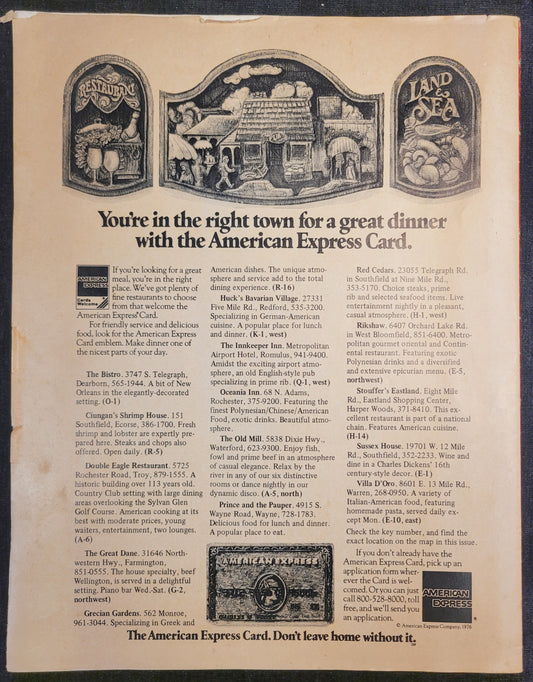 RESTAURANT
LAND
&
SEA
You're in the right town for a great dinner
with the American Express Card.
AMERICAN
EXPRESS
Cards
Welcome
If you're looking for a great
meal, you're in the right
place. We've got plenty of
fine restaurants to choose
from that welcome the
American Express® Card.
For friendly service and delicious
food, look for the American Express
Card emblem. Make dinner one of
the nicest parts of your day.
The Bistro. 3747 S. Telegraph,
Dearborn, 565-1944. A bit of New
Orleans in the elegantly-decorated
setting. (O-1)
Ciungan's Shrimp House. 151
Southfield, Ecorse, 386-1700. Fresh
shrimp and lobster are expertly pre-
pared here. Steaks and chops also
offered. Open daily. (R-5)
Double Eagle Restaurant. 5725
Rochester Road, Troy, 879-1555. A
historic building over 113 years old.
Country Club setting with large dining
areas overlooking the Sylvan Glen
Golf Course. American cooking at its
best with moderate prices, young
waiters, entertainment, two lounges.
(A-6)
The Great Dane. 31646 North-
western Hwy., Farmington,
851-0555. The house specialty, beef
Wellington, is served in a delightful
setting. Piano bar Wed.-Sat. (G-2,
northwest)
Grecian Gardens. 562 Monroe,
961-3044. Specializing in Greek and
American dishes. The unique atmo-
sphere and service add to the total
dining experience. (R-16)
Huck's Bavarian Village. 27331
Five Mile Rd., Redford, 535-3200.
Specializing in German-American
cuisine. A popular place for lunch
and dinner. (K-1, west)
The Innkeeper Inn. Metropolitan
Airport Hotel, Romulus, 941-9400.
Amidst the exciting airport atmo-
sphere, an old English-style pub
specializing in prime rib. (Q-1, west)
Oceania Inn. 68 N. Adams,
Rochester, 375-9200. Featuring the
finest Polynesian/Chinese/American
Food, exotic drinks. Beautiful atmo-
sphere.
The Old Mill. 5838 Dixie Hwy.,
Waterford, 623-9300. Enjoy fish,
fowl and prime beef in an atmosphere
of casual elegance. Relax by the
river in any of our six distinctive
rooms or dance nightly in our
dynamic disco. (A-5, north)
Prince and the Pauper. 4915 S.
Wayne Road, Wayne, 728-1783.
Delicious food for lunch and dinner.
A popular place to eat.
AMERICAN EXPRESS
Red Cedars. 23055 Telegraph Rd.
in Southfield at Nine Mile Rd.,
353-5170. Choice steaks, prime
rib and selected seafood items. Live
entertainment nightly in a pleasant,
casual atmosphere. (H-1, west)
Rikshaw. 6407 Orchard Lake Rd.
in West Bloomfield, 851-6400. Metro-
politan gourmet oriental and Contin-
ental restaurant. Featuring exotic
Polynesian drinks and a diversified
and extensive epicurian menu. (E-5,
northwest)
Stouffer's Eastland. Eight Mile
Rd., Eastland Shopping Center,
Harper Woods, 371-8410. This ex-
cellent restaurant is part of a national
chain. Features American cuisine.
(H-14)
Sussex House. 19701 W. 12 Mile
Rd., Southfield, 352-2233. Wine and
dine in a Charles Dickens' 16th
century-style decor. (E-1)
Villa D'Oro. 8601 E. 13 Mile Rd.,
Warren, 268-0950. A variety of
Italian-American food, featuring
homemade pasta, served daily ex-
cept Mon. (E-10, east)
Check the key number, and find the
exact location on the map in this issue.
If you don't already have the
American Express Card, pick up an
application form wher-
ever the Card is wel-
comed. Or you can just
call 800-528-8000, toll
free, and we'll send you
an application.
AMERICAN
EXPRESS
®
© American Express Company, 1976
The American Express Card. Don't leave home without it.